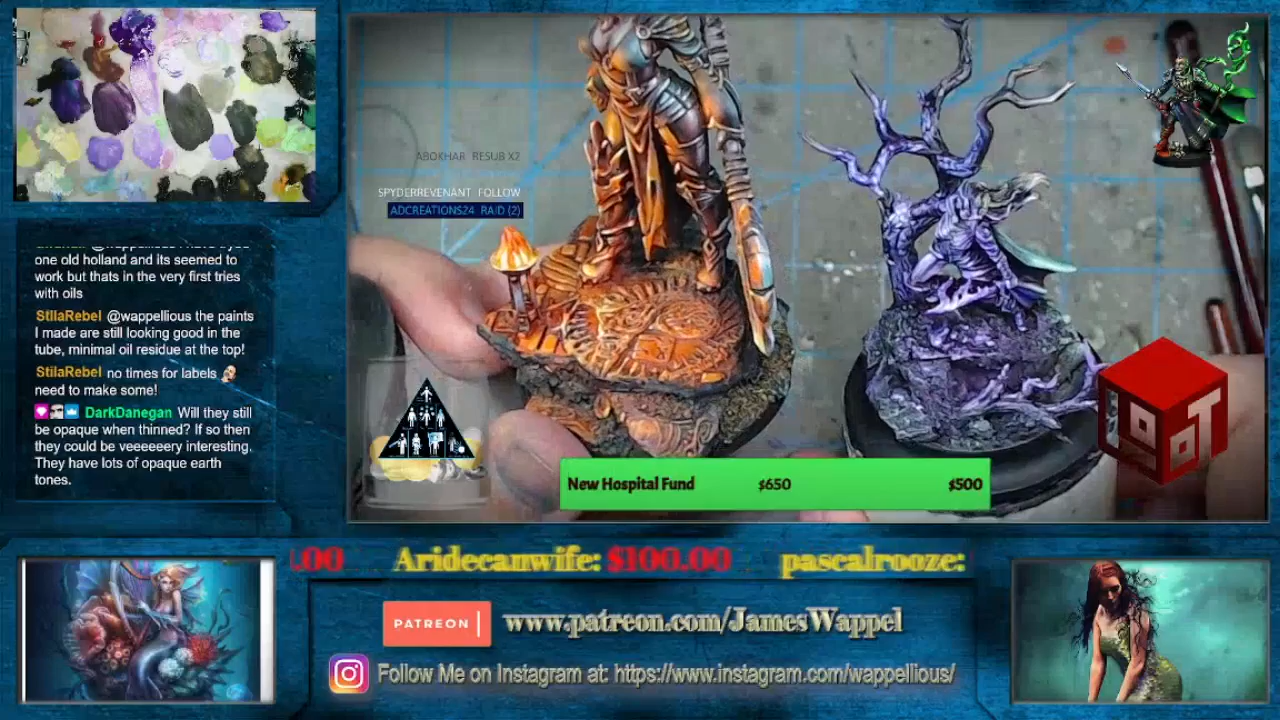 one old holland and its seemed to
work but thats in the very first tries
with oils
StilaRebel @wappellious the paints
I made are still looking good in the
tube, minimal oil residue at the top!
StilaRebel no times for labels
need to make some!
DarkDanegan Will they still
be opaque when thinned? If so then
they could be veeeeeery interesting.
They have lots of opaque earth
tones.
ABOKHAR RESUB X2
SPYDERREVENANT FOLLOW
ADCREATIONS24 RAID (2)
LOOT
New Hospital Fund $650 $500
.00 Aridecanwife: $100.00 pascalrooze:
PATREON www.patreon.com/JamesWappel
Follow Me on Instagram at: https://www.instagram.com/wappellious/